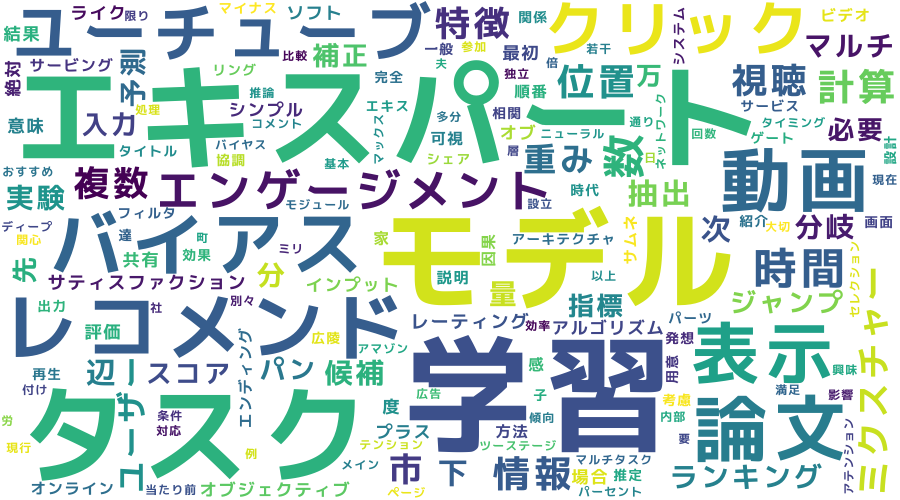 ユーチューブ
特徴
クリック
ライク
限り
マイナス
ソフト
関係
若干
ビデオ
結果
比較
補正
一般
参加
最初
システム
マルチ
絶対
サービング
予測
リング
完全
夫
独立
倍
位置
万
視聴
計算
エキスパート
推論
エキス
順番
サービス
意味
入力
処理
シンプル
コメント
マックス
多分
相関
通り
ネットワーク
タイミング
必要
タイトル
バイヤス
可視
オブ
ニューラル
数
回数
ゲート
設計
おすすめ
協調
基本
シェア
層
重み
日
現在
実験
複数
エンゲージメント
抽出
動画
モジュール
設立
時代
ディープ
フィルタ
バイアス
モデル
次
紹介
大切
分岐
画面
関心
達
町
ミリ
家
因果
アーキテクチャ
サムネ
先
共有
効果
説明
以上
時間
セレクション
サティスファクション
分
インプット
量
指標
ジャンプ
出力
社
別々
レコメンド
広陵
レーティング
効率
アルゴリズム
パーツ
ミクスチャー
評価
エンディング
アマゾン
学習
発想
表示
再生
辺
スコア
パン
候補
感
用意
興味
付け
ユーザー
条件
広告
子
考慮
満足
影響
労
タスク
対応
度
傾向
内部
論文
現行
例
プラス
方法
要
アテンション
テンション
ツーステージ
マルチタスク
ランキング
オンライン
当たり前
オブジェクティブ
メイン
市
下
情報
場合
推定
ページ
パーセント